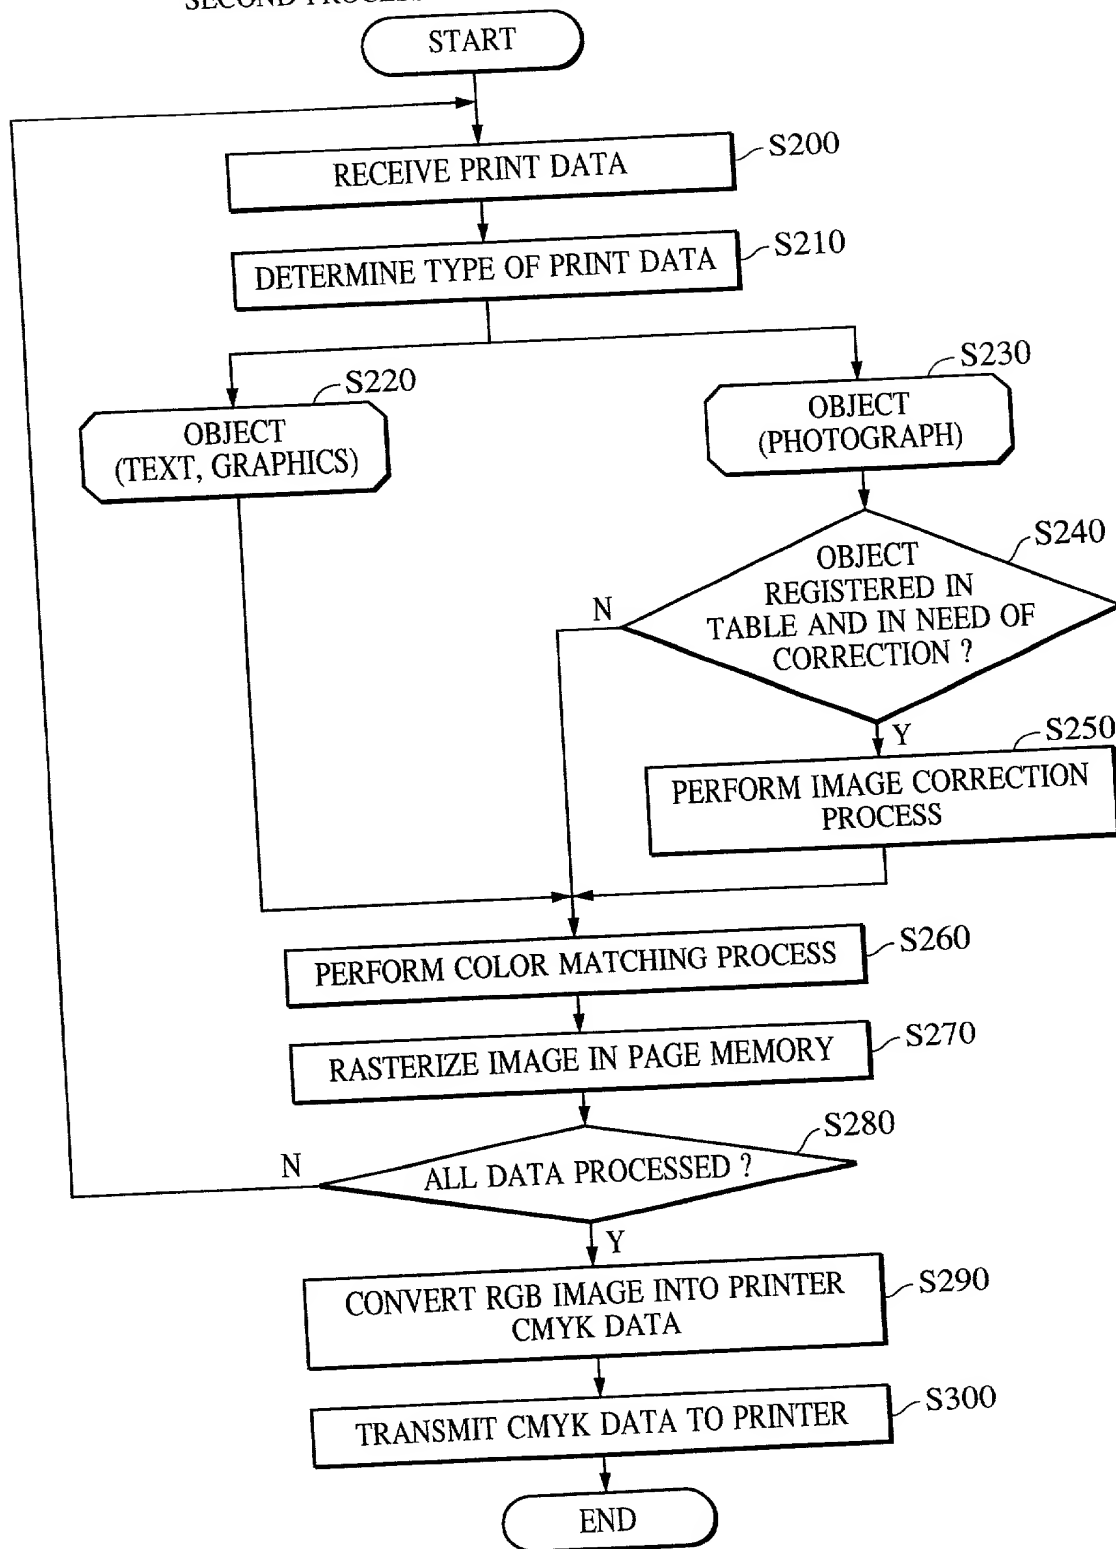 SECOND PROCESS
START
RECEIVE PRINT DATA
S200
DETERMINE TYPE OF PRINT DATA
S210
S220
OBJECT
(TEXT, GRAPHICS)
S230
OBJECT
(PHOTOGRAPH)
S240
OBJECT
REGISTERED IN
TABLE AND IN NEED OF
CORRECTION ?
N
Y
S250
PERFORM IMAGE CORRECTION
PROCESS
PERFORM COLOR MATCHING PROCESS
S260
RASTERIZE IMAGE IN PAGE MEMORY
S270
S280
ALL DATA PROCESSED ?
N
Y
CONVERT RGB IMAGE INTO PRINTER
CMYK DATA
S290
TRANSMIT CMYK DATA TO PRINTER
S300
END